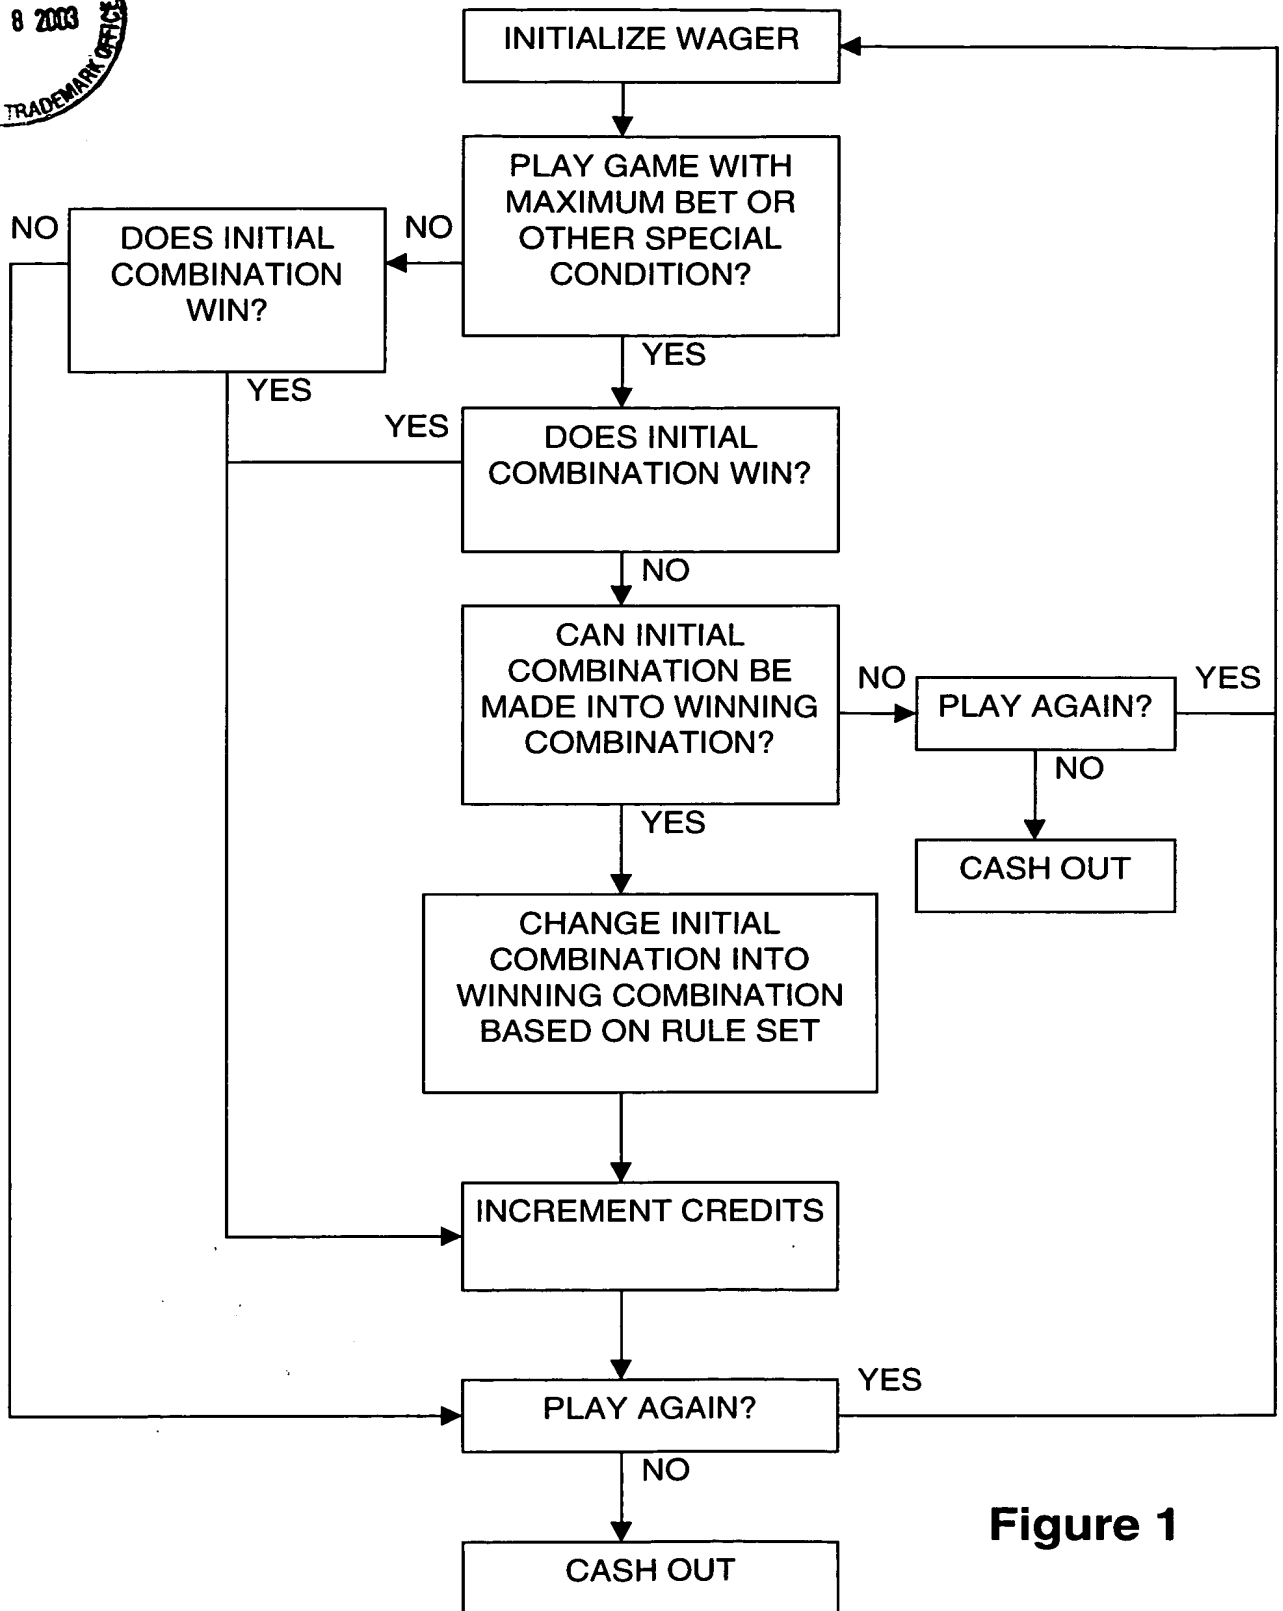 8 2003
TRADEMARK OFFICE
INITIALIZE WAGER
PLAY GAME WITH
MAXIMUM BET OR
OTHER SPECIAL
CONDITION?
NO
NO
DOES INITIAL
COMBINATION
WIN?
YES
YES
YES
DOES INITIAL
COMBINATION WIN?
NO
CAN INITIAL
COMBINATION BE
MADE INTO WINNING
COMBINATION?
NO
PLAY AGAIN?
YES
NO
CASH OUT
YES
CHANGE INITIAL
COMBINATION INTO
WINNING COMBINATION
BASED ON RULE SET
INCREMENT CREDITS
PLAY AGAIN?
YES
NO
CASH OUT
Figure 1